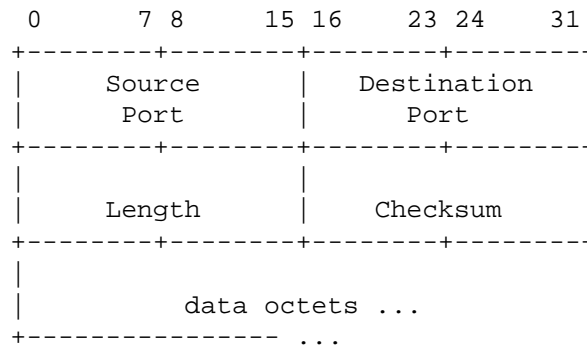 0      7 8     15 16    23 24    31
+--------+--------+--------+--------
|     Source      |   Destination
|      Port       |      Port
+--------+--------+--------+--------
|                 |
|     Length      |    Checksum
+--------+--------+--------+--------
|
|          data octets ...
+---------------- ...